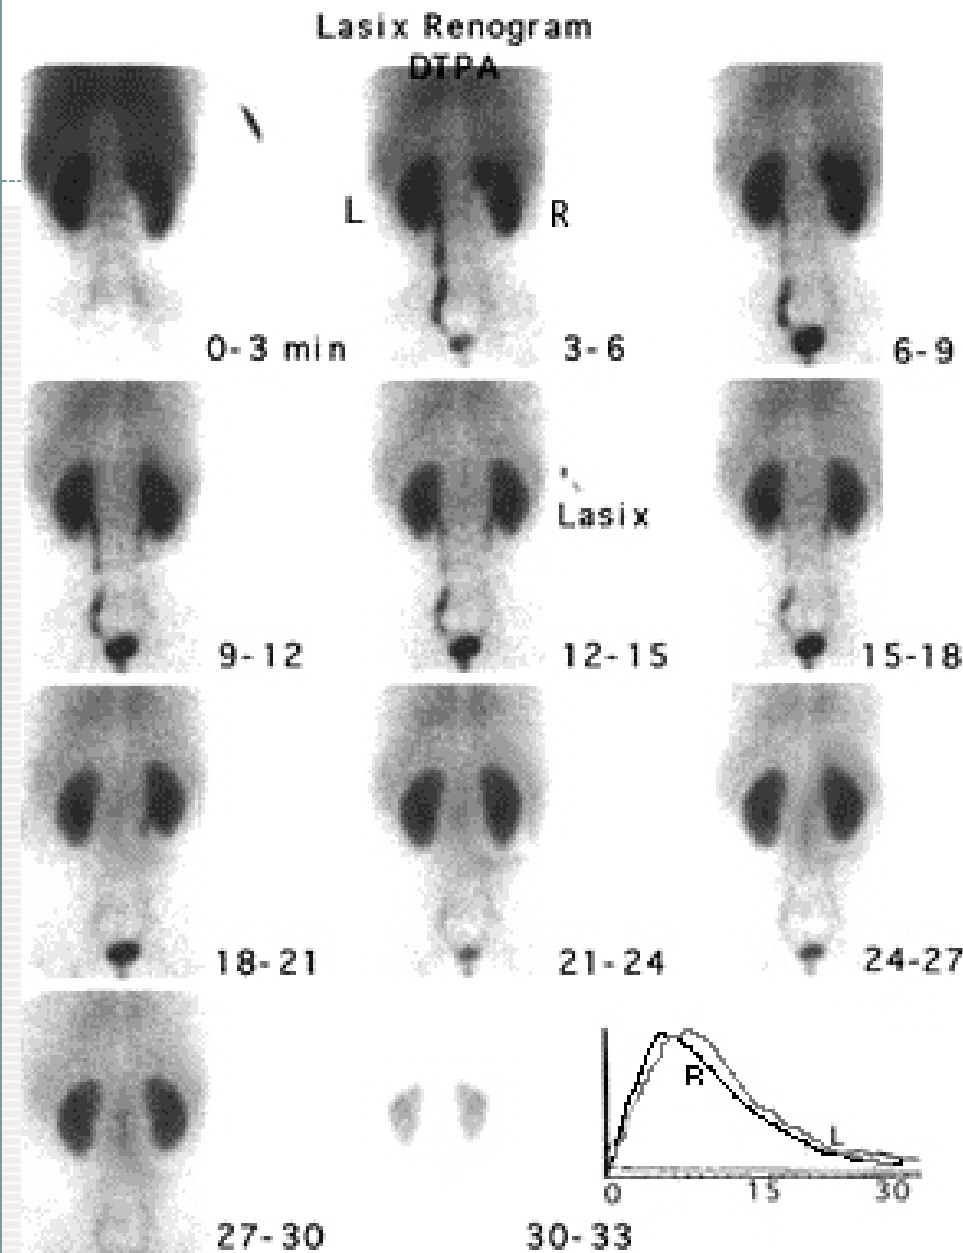 Lasix Renogram
DTPA
L
R
0-3 min
3-6
6-9
Lasix
9-12
12-15
15-18
18-21
21-24
24-27
R
L
0
15
30
27-30
30-33